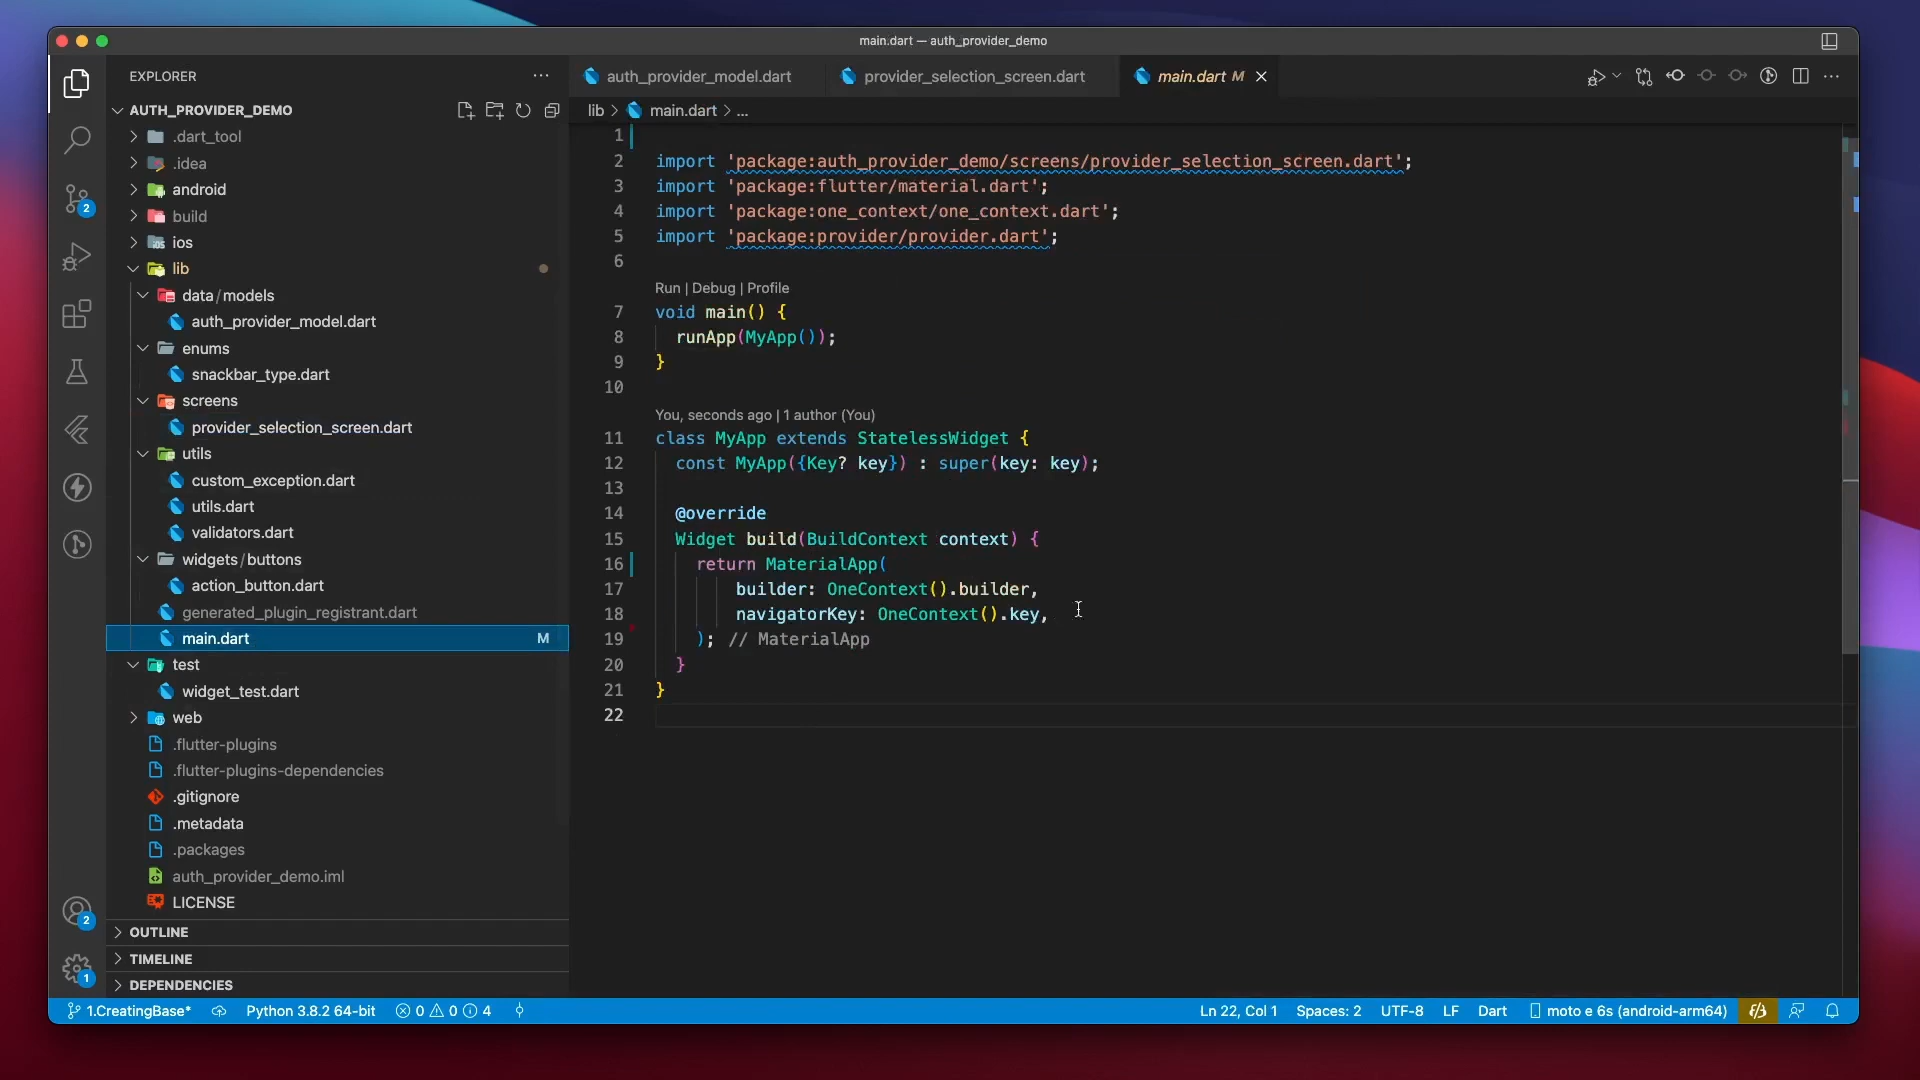 main.dart — auth_provider_demo
EXPLORER
AUTH_PROVIDER_DEMO
.dart_tool
.idea
android
build
ios
lib
data/models
auth_provider_model.dart
enums
snackbar_type.dart
screens
provider_selection_screen.dart
utils
custom_exception.dart
utils.dart
validators.dart
widgets/buttons
action_button.dart
generated_plugin_registrant.dart
main.dart M
test
widget_test.dart
web
.flutter-plugins
.flutter-plugins-dependencies
.gitignore
.metadata
.packages
auth_provider_demo.iml
LICENSE
OUTLINE
TIMELINE
DEPENDENCIES
2
2
1
auth_provider_model.dart provider_selection_screen.dart main.dart M
lib > main.dart > ...
1
2 import 'package:auth_provider_demo/screens/provider_selection_screen.dart';
3 import 'package:flutter/material.dart';
4 import 'package:one_context/one_context.dart';
5 import 'package:provider/provider.dart';
6
Run | Debug | Profile
7 void main() {
8 runApp(MyApp());
9 }
10
You, seconds ago | 1 author (You)
11 class MyApp extends StatelessWidget {
12 const MyApp({Key? key}) : super(key: key);
13
14 @override
15 Widget build(BuildContext context) {
16 return MaterialApp(
17 builder: OneContext().builder,
18 navigatorKey: OneContext().key,
19 ); // MaterialApp
20 }
21 }
22
1.CreatingBase* Python 3.8.2 64-bit 0 0 4 Ln 22, Col 1 Spaces: 2 UTF-8 LF Dart moto e 6s (android-arm64)